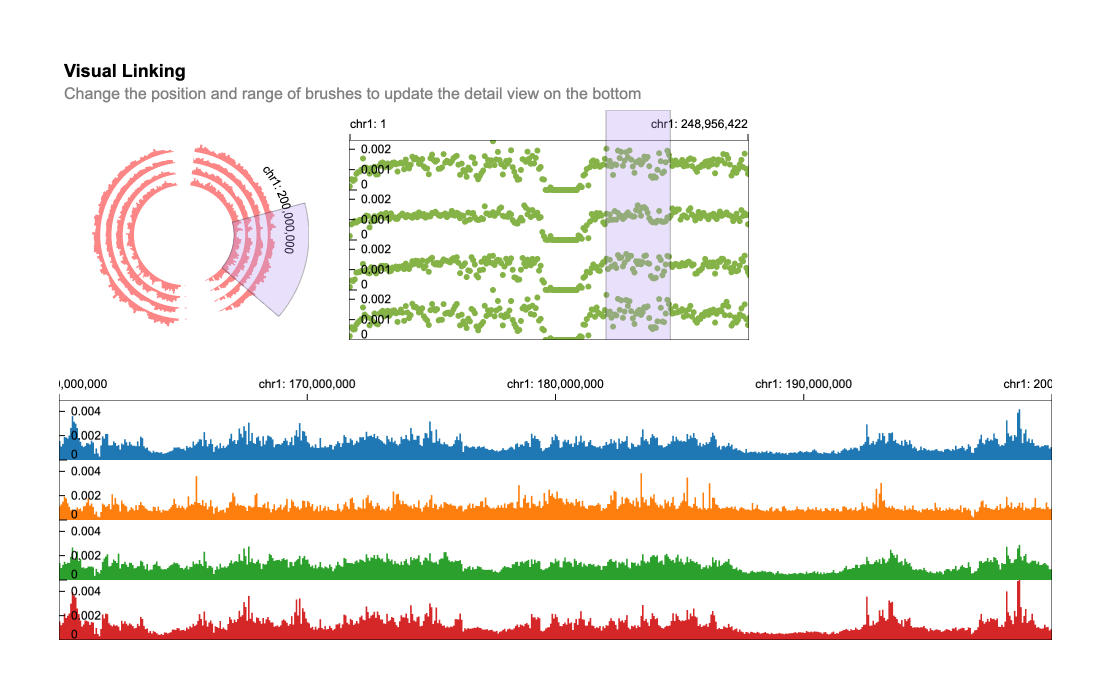 Visual Linking
Change the position and range of brushes to update the detail view on the bottom
chr1: 1
chr1: 248,956,422
chr1: 200,000,000
0.002
0.001
0
0.002
0.001
0
0.002
0.001
0
0.002
0.001
0
0,000,000
chr1: 170,000,000
chr1: 180,000,000
chr1: 190,000,000
chr1: 200
0.004
0.002
0
0.004
0.002
0
0.004
0.002
0
0.004
0.002
0